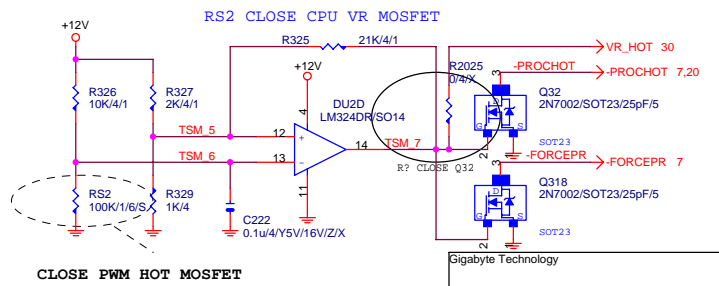 RS2 CLOSE CPU VR MOSFET
+12V
R325
21K/4/1
VR_HOT 30
R326
10K/4/1
R327
2K/4/1
+12V
R2025
0/4/X
-PROCHOT
-PROCHOT 7,20
DU2D
LM324DR/SO14
Q32
2N7002/SOT23/25pF/5
3
D
G
S
2
1
SOT23
TSM_5
12
+
4
TSM_6
13
-
11
14
TSM_7
R? CLOSE Q32
-FORCEPR
-FORCEPR 7
RS2
100K/1/6/S
R329
1K/4
C222
0.1u/4/Y5V/16V/Z/X
3
Q318
2N7002/SOT23/25pF/5
D
G
S
2
1
SOT23
CLOSE PWM HOT MOSFET
Gigabyte Technology